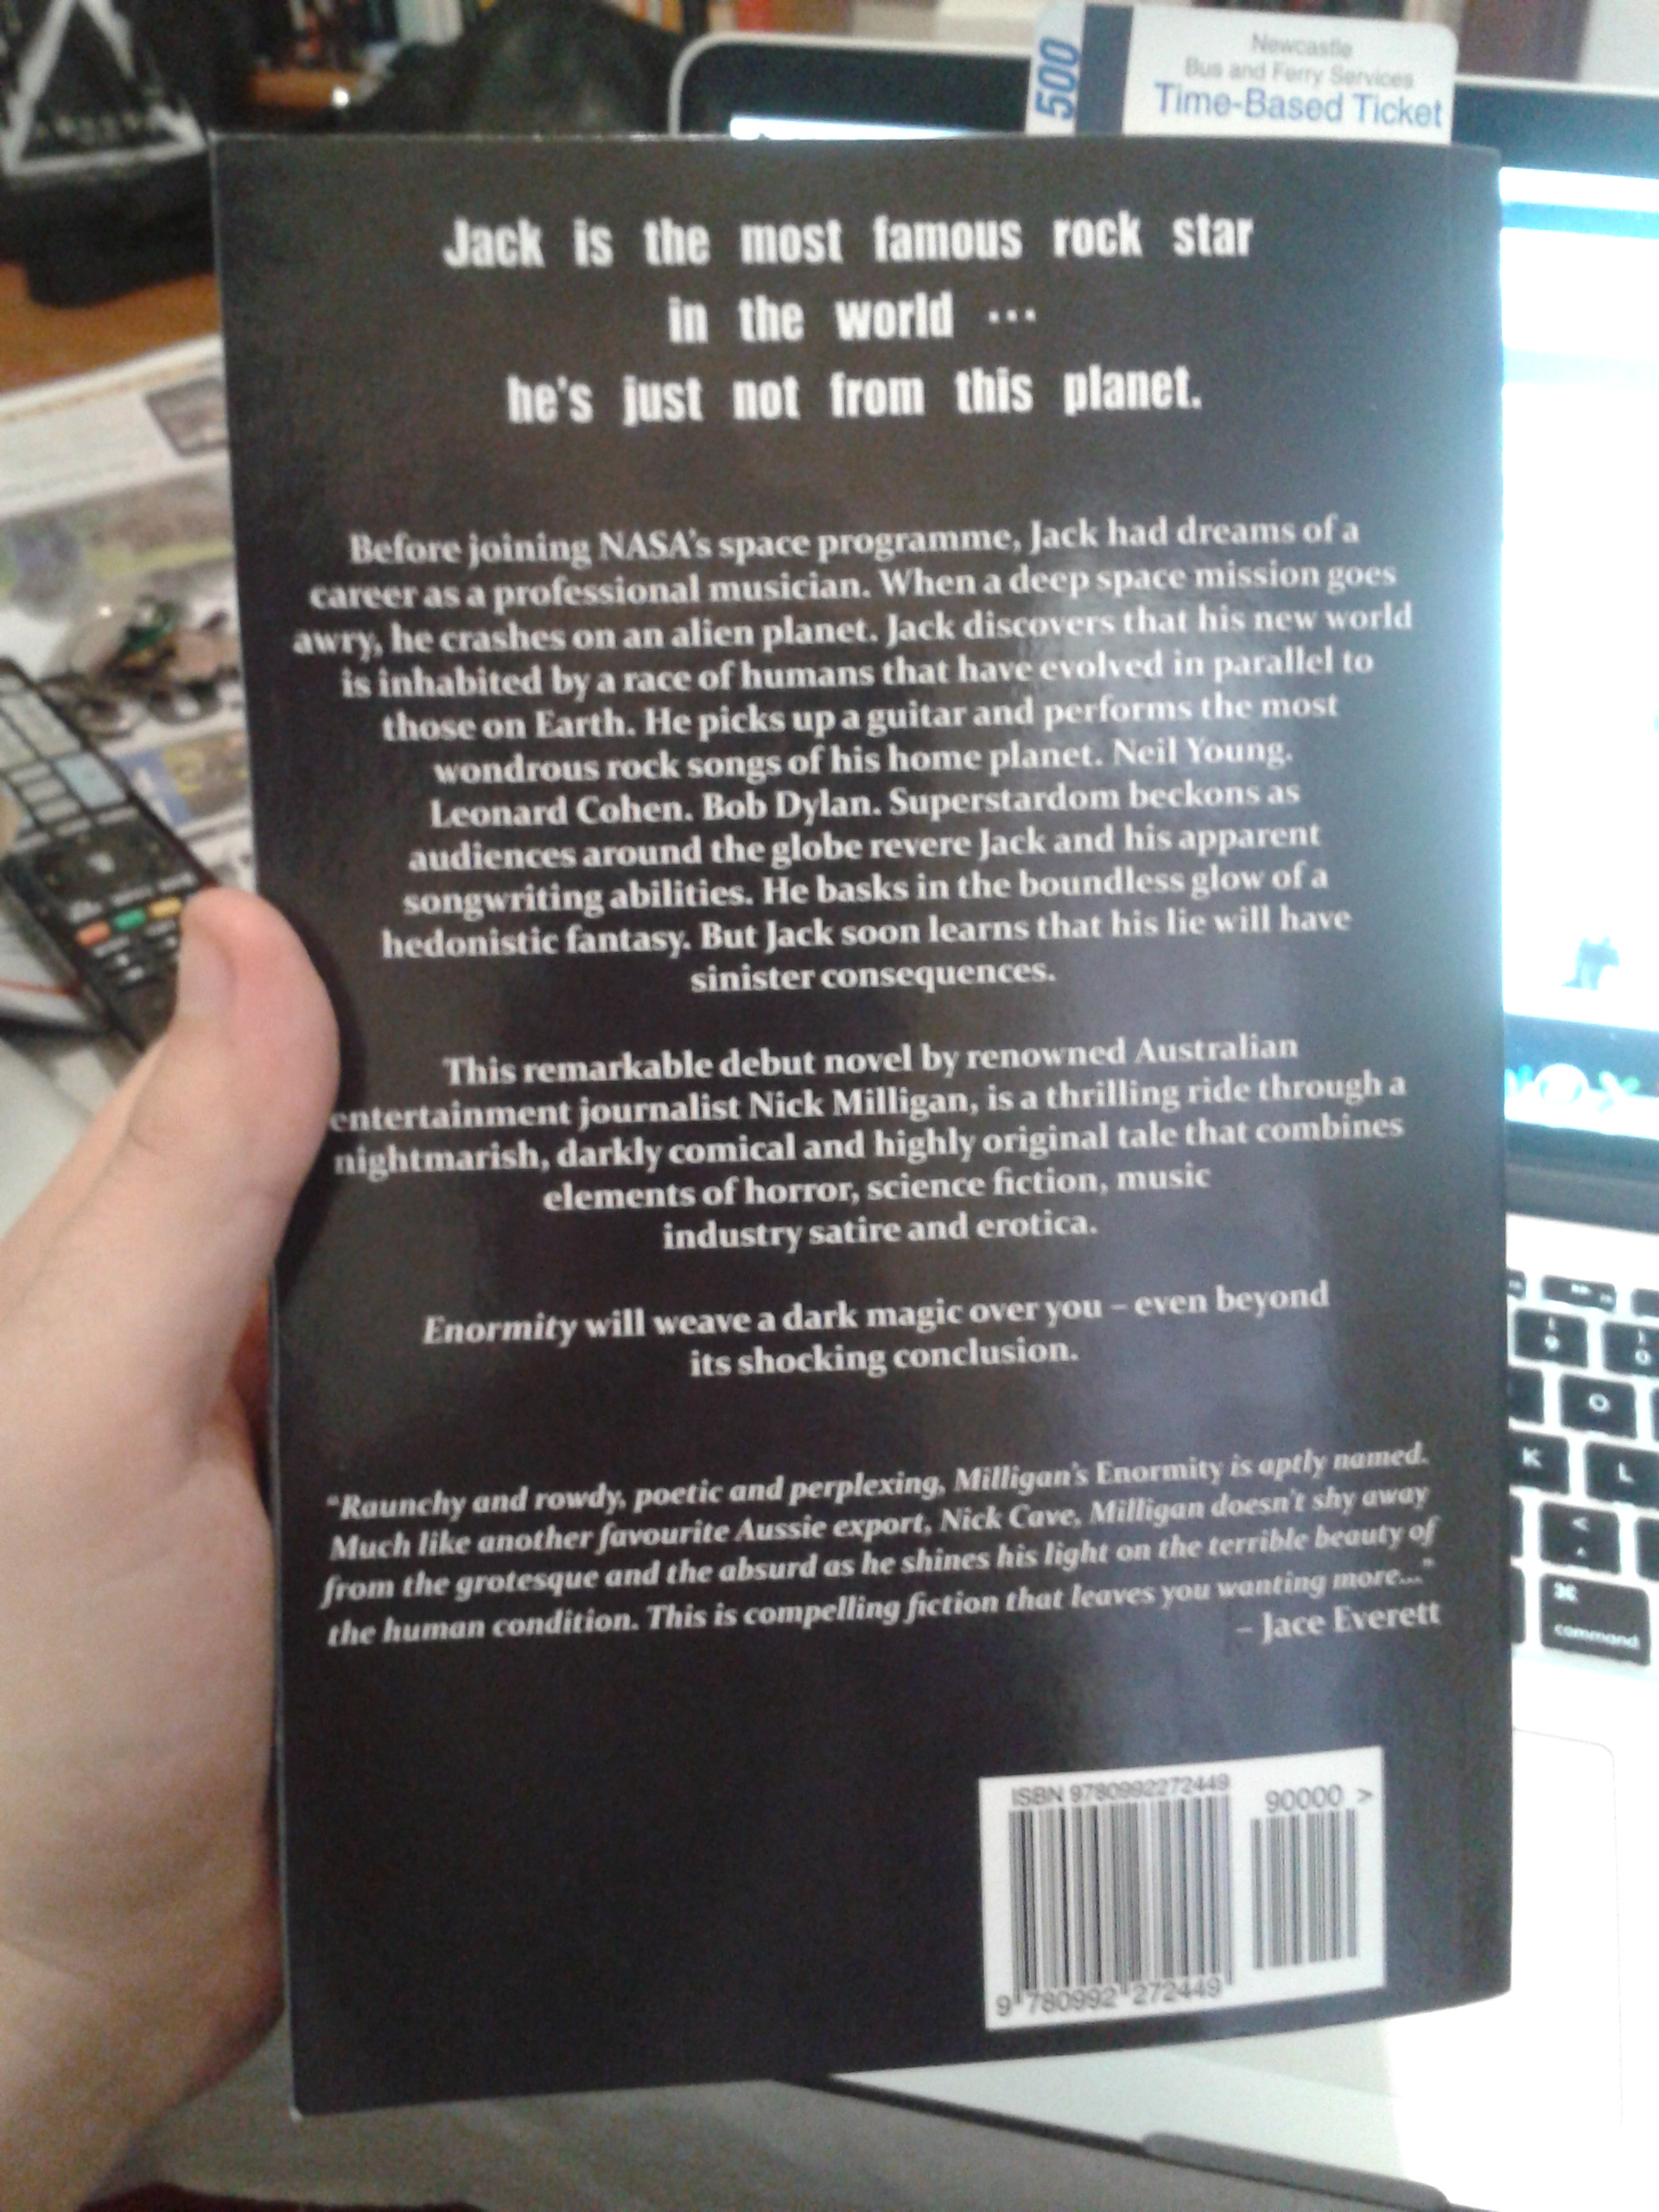 500
Newcastle
Bus and Ferry Services
Time-Based Ticket
Jack is the most famous rock star
in the world ...
he's just not from this planet.
Before joining NASA's space programme, Jack had dreams of a
career as a professional musician. When a deep space mission goes
awry, he crashes on an alien planet. Jack discovers that his new world
is inhabited by a race of humans that have evolved in parallel to
those on Earth. He picks up a guitar and performs the most
wondrous rock songs of his home planet. Neil Young.
Leonard Cohen. Bob Dylan. Superstardom beckons as
audiences around the globe revere Jack and his apparent
songwriting abilities. He basks in the boundless glow of a
hedonistic fantasy. But Jack soon learns that his lie will have
sinister consequences.
This remarkable debut novel by renowned Australian
entertainment journalist Nick Milligan, is a thrilling ride through a
nightmarish, darkly comical and highly original tale that combines
elements of horror, science fiction, music
industry satire and erotica.
Enormity will weave a dark magic over you – even beyond
its shocking conclusion.
"Raunchy and rowdy, poetic and perplexing, Milligan's Enormity is aptly named.
Much like another favourite Aussie export, Nick Cave, Milligan doesn't shy away
from the grotesque and the absurd as he shines his light on the terrible beauty of
the human condition. This is compelling fiction that leaves you wanting more..."
– Jace Everett
ISBN 9780992272449
90000 >
9 780992 272449
9
0
O
K
L
<
⌘
command